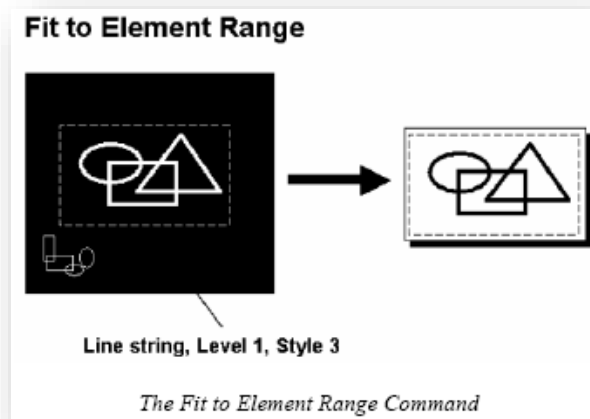 Fit to Element Range
Line string, Level 1, Style 3
The Fit to Element Range Command